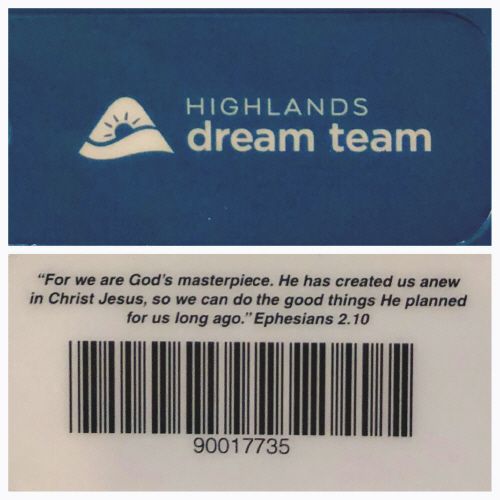 HIGHLANDS
dream team
“For we are God's masterpiece. He has created us anew
in Christ Jesus, so we can do the good things He planned
for us long ago.” Ephesians 2.10
90017735